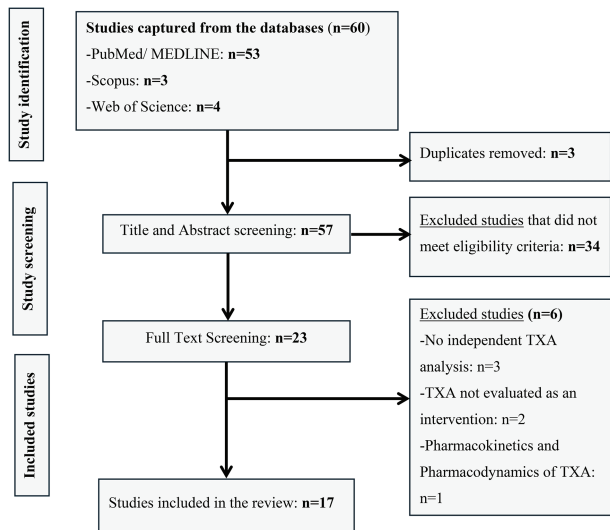 Study identification
Studies captured from the databases (n=60)
-PubMed/ MEDLINE: n=53
-Scopus: n=3
-Web of Science: n=4
Duplicates removed: n=3
Study screening
Title and Abstract screening: n=57
Excluded studies that did not
meet eligibility criteria: n=34
Full Text Screening: n=23
Excluded studies (n=6)
-No independent TXA
analysis: n=3
-TXA not evaluated as an
intervention: n=2
-Pharmacokinetics and
Pharmacodynamics of TXA:
n=1
Included studies
Studies included in the review: n=17